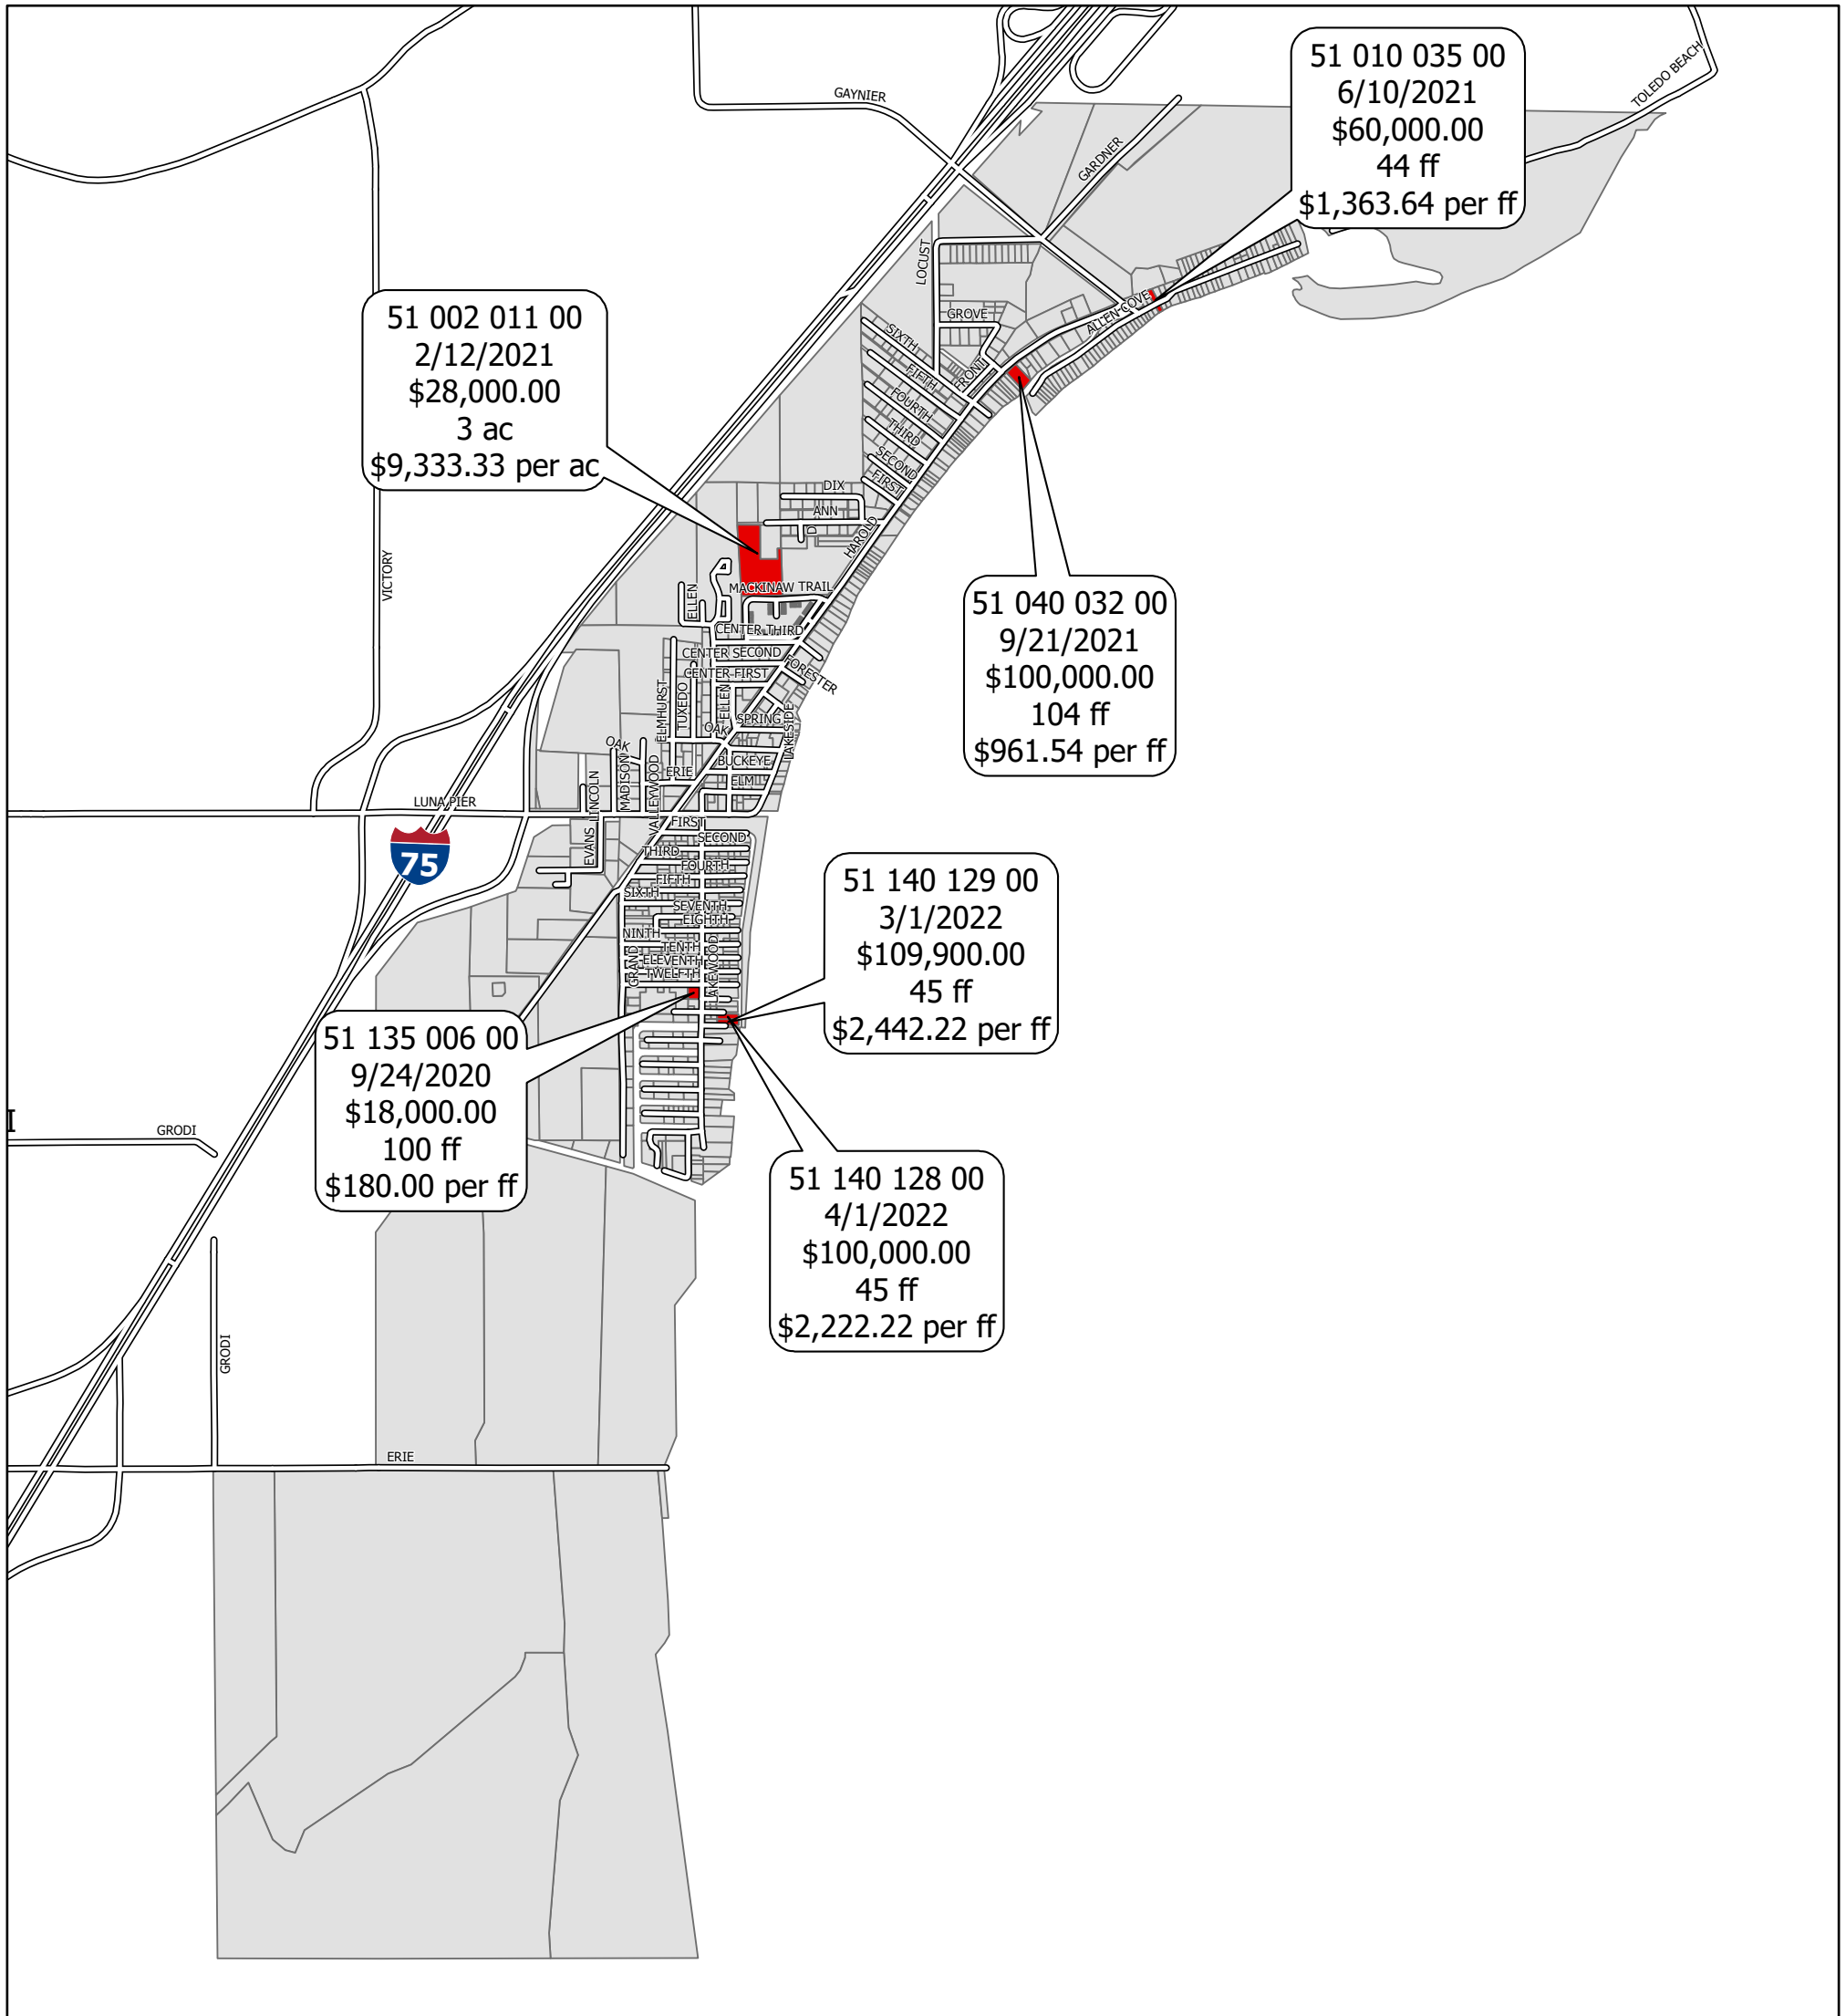 GAYNIER
TOLEDO BEACH
51 010 035 00
6/10/2021
$60,000.00
44 ff
$1,363.64 per ff
GARDNER
LOCUST
ALLEN COVE
GROVE
51 002 011 00
2/12/2021
$28,000.00
3 ac
$9,333.33 per ac
SIXTH
FIFTH
FRONT
FOURTH
THIRD
SECOND
FIRST
DIX
ANN
D
HAROLD
VICTORY
MACKINAW TRAIL
ELLEN
51 040 032 00
9/21/2021
$100,000.00
104 ff
$961.54 per ff
CENTER THIRD
CENTER SECOND
CENTER FIRST
FORESTER
ELMHURST
TUXEDO
ELLEN
SPRING
OAK
LAKESIDE
OAK
BUCKEYE
ERIE
ELM
MADISON
VALLEYWOOD
LINCOLN
LUNA PIER
EVANS
75
FIRST
SECOND
THIRD
FOURTH
FIFTH
SIXTH
SEVENTH
EIGHTH
NINTH
TENTH
ELEVENTH
TWELFTH
GRAND
LAKEWOOD
51 140 129 00
3/1/2022
$109,900.00
45 ff
$2,442.22 per ff
51 135 006 00
9/24/2020
$18,000.00
100 ff
$180.00 per ff
I
GRODI
51 140 128 00
4/1/2022
$100,000.00
45 ff
$2,222.22 per ff
GRODI
ERIE